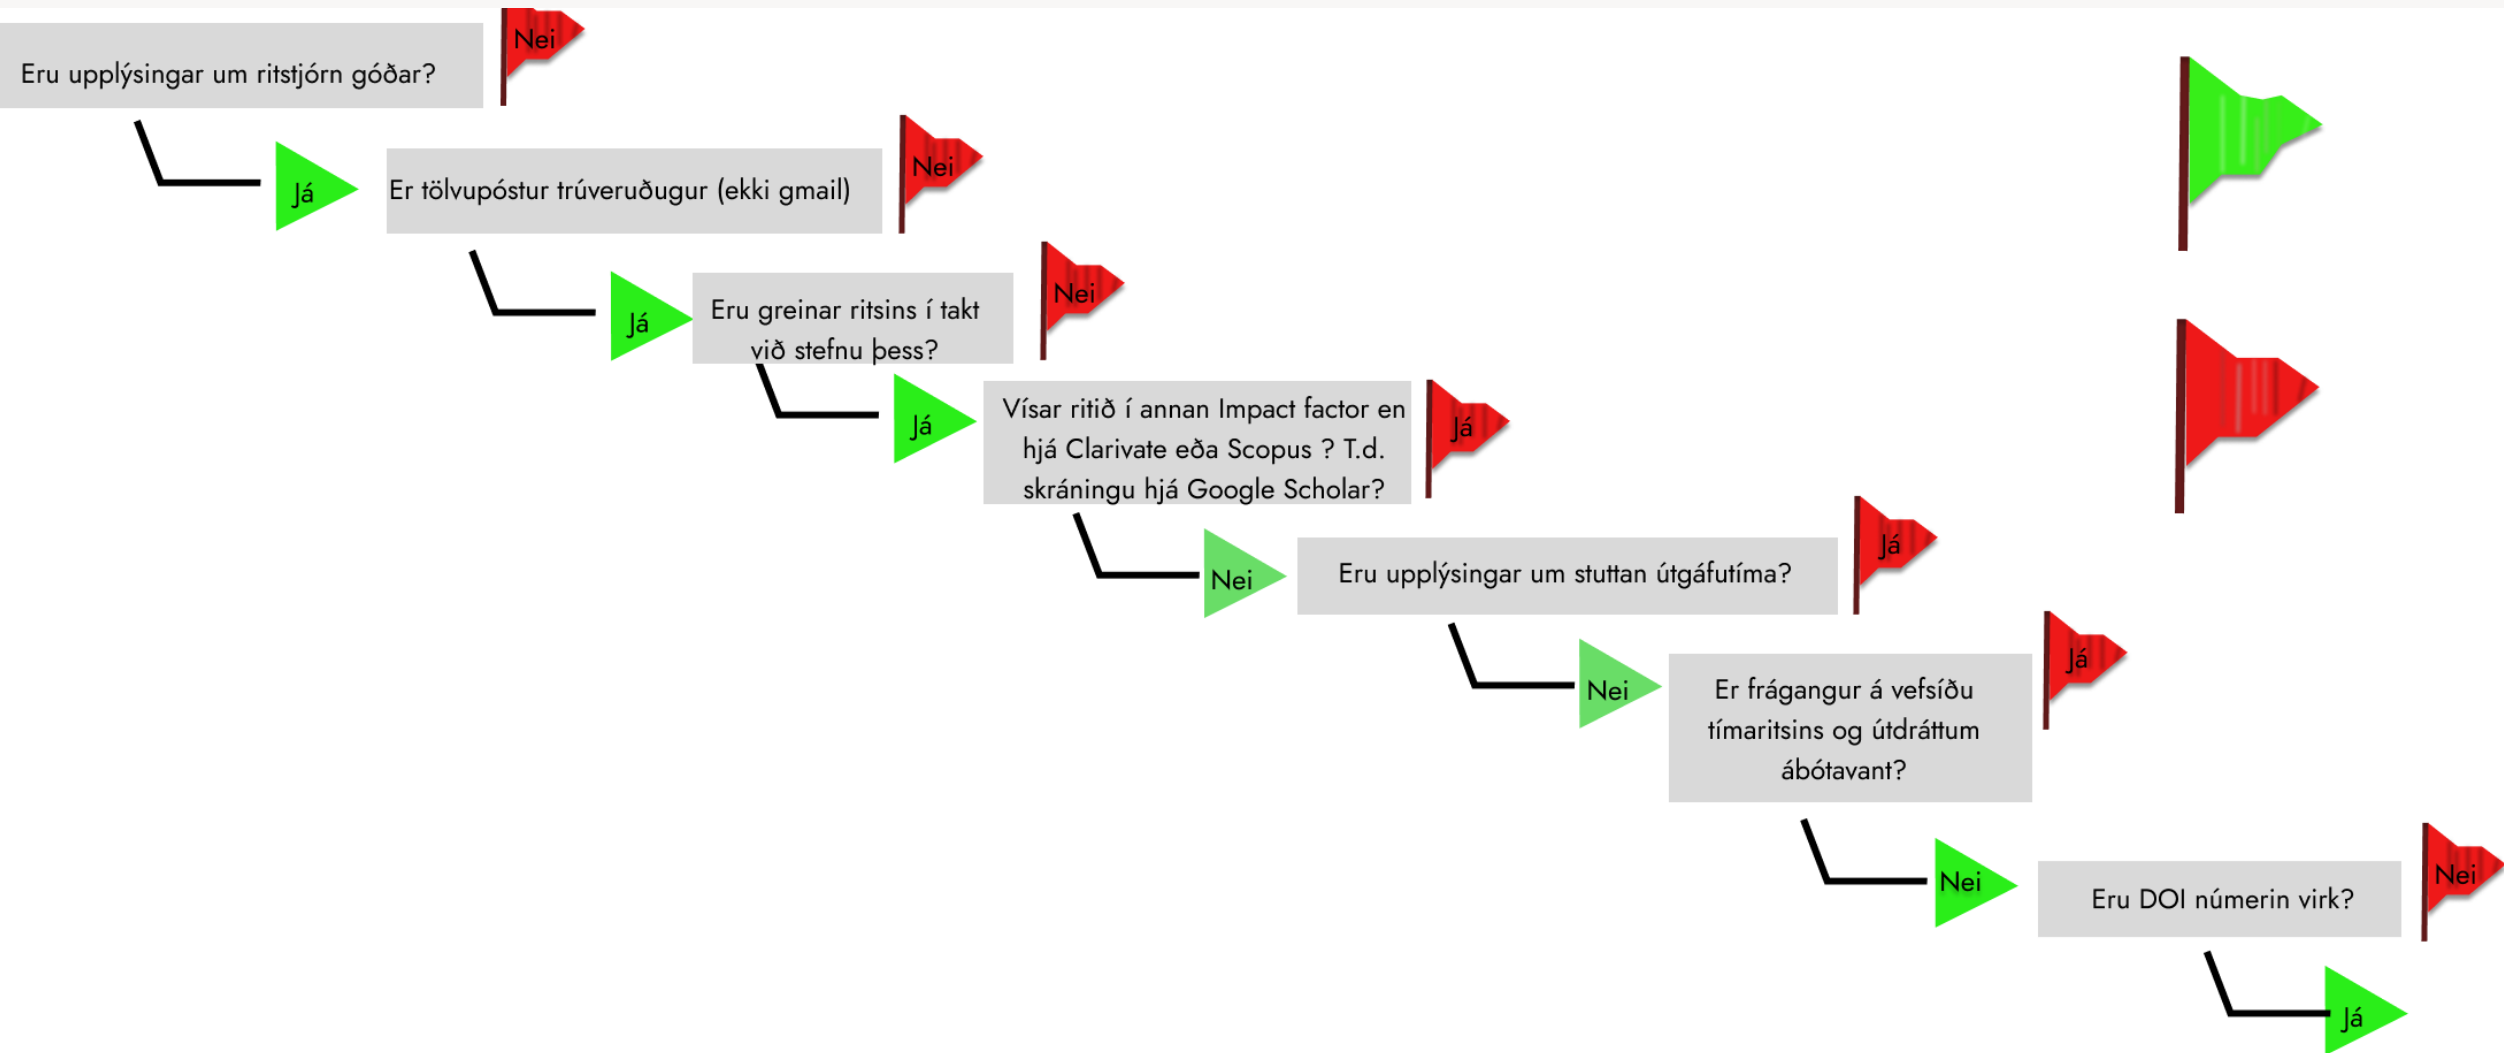 Eru upplýsingar um ritstjórn góðar?
Nei
Já
Er tölvupóstur trúveruðugur (ekki gmail)
Nei
Já
Eru greinar ritsins í takt
við stefnu þess?
Nei
Já
Vísar ritið í annan Impact factor en
hjá Clarivate eða Scopus ? T.d.
skráningu hjá Google Scholar?
Já
Nei
Eru upplýsingar um stuttan útgáfutíma?
Já
Nei
Er frágangur á vefsíðu
tímaritsins og útdráttum
ábótavant?
Já
Nei
Eru DOI númerin virk?
Nei
Já